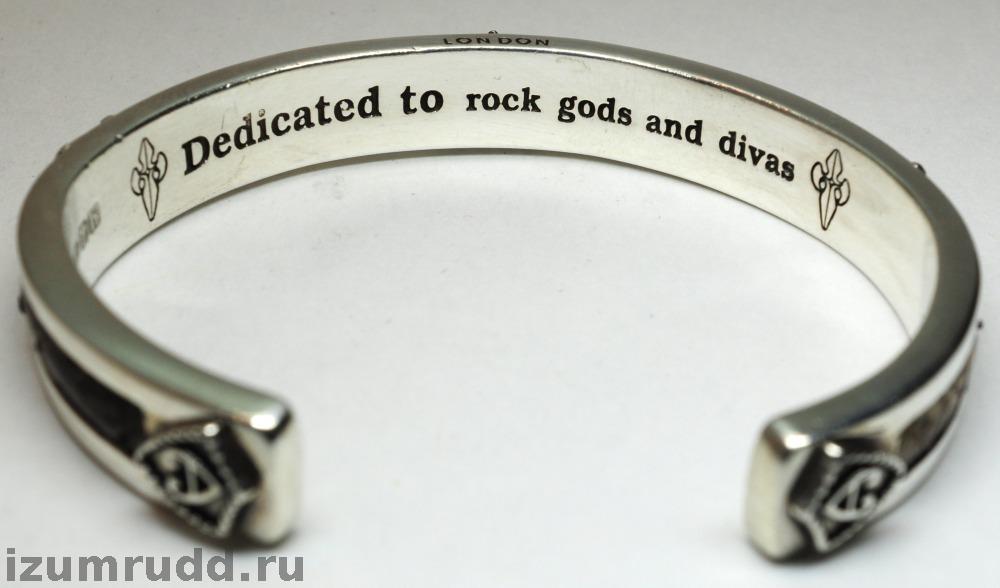 LONDON
Dedicated to rock gods and divas
izumrudd.ru